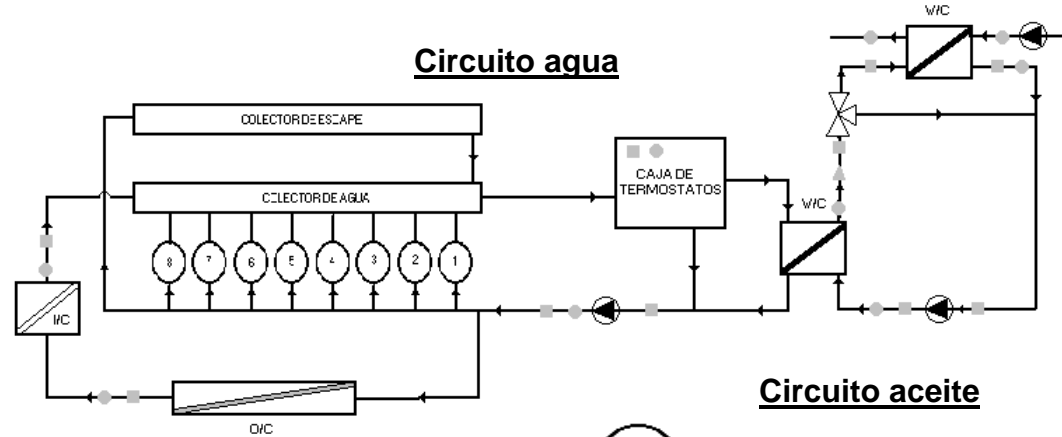 W/C
Circuito agua
COLECTOR DE ESCAPE
CAJA DE
TERMOSTATOS
COLECTOR DE AGUA
W/C
8 7 6 5 4 3 2 1
I/C
Circuito aceite
O/C